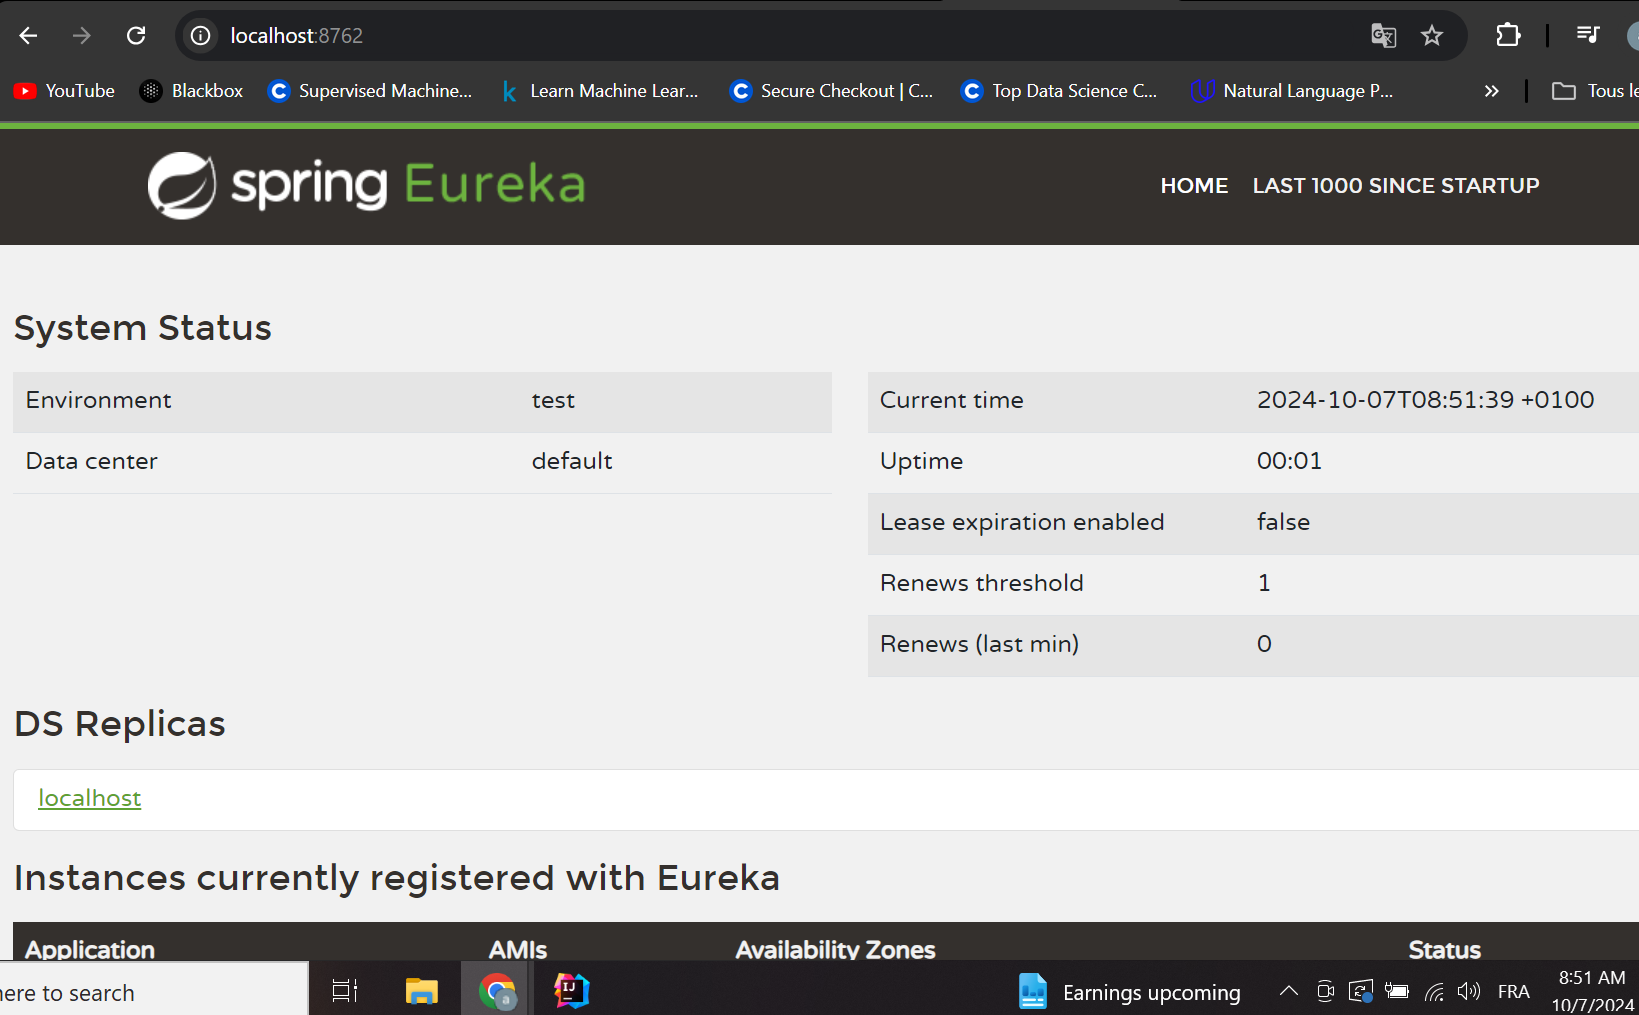 localhost:8762
YouTube Blackbox Supervised Machine... Learn Machine Lear... Secure Checkout | C... Top Data Science C... Natural Language P... » Tous le
spring Eureka HOME LAST 1000 SINCE STARTUP
System Status
Environment test
Data center default
Current time 2024-10-07T08:51:39 +0100
Uptime 00:01
Lease expiration enabled false
Renews threshold 1
Renews (last min) 0
DS Replicas
localhost
Instances currently registered with Eureka
Application AMIs Availability Zones Status
here to search Earnings upcoming FRA 8:51 AM
10/7/2024